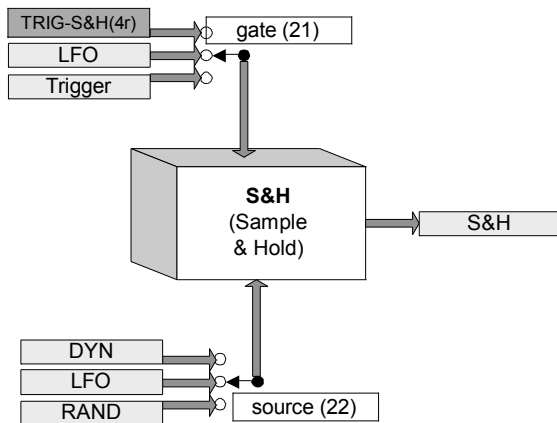 TRIG-S&H(4r)
gate (21)
LFO
Trigger
S&H
(Sample
& Hold)
S&H
DYN
LFO
RAND
source (22)